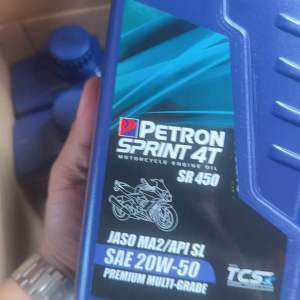 PETRON
SPRINT 4T
MOTORCYCLE ENGINE OIL
SR 450
JASO MA2/API SL
SAE 20W-50
PREMIUM MULTI-GRADE
TCS